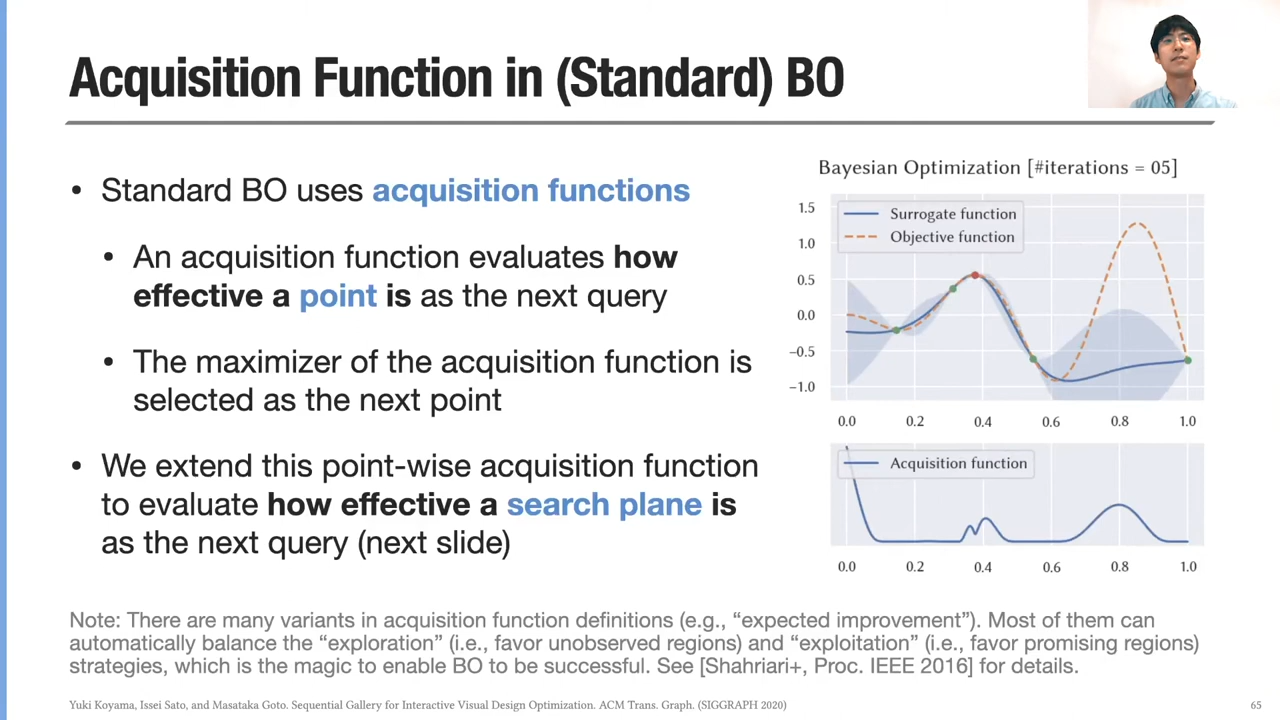 Acquisition Function in (Standard) BO
• Standard BO uses acquisition functions
• An acquisition function evaluates how
effective a point is as the next query
• The maximizer of the acquisition function is
selected as the next point
• We extend this point-wise acquisition function
to evaluate how effective a search plane is
as the next query (next slide)
Bayesian Optimization [#iterations = 05]
Surrogate function
Objective function
1.5
1.0
0.5
0.0
−0.5
−1.0
0.0 0.2 0.4 0.6 0.8 1.0
Acquisition function
0.0 0.2 0.4 0.6 0.8 1.0
Note: There are many variants in acquisition function definitions (e.g., “expected improvement”). Most of them can
automatically balance the “exploration” (i.e., favor unobserved regions) and “exploitation” (i.e., favor promising regions)
strategies, which is the magic to enable BO to be successful. See [Shahriari+, Proc. IEEE 2016] for details.
Yuki Koyama, Issei Sato, and Masataka Goto. Sequential Gallery for Interactive Visual Design Optimization. ACM Trans. Graph. (SIGGRAPH 2020)
65